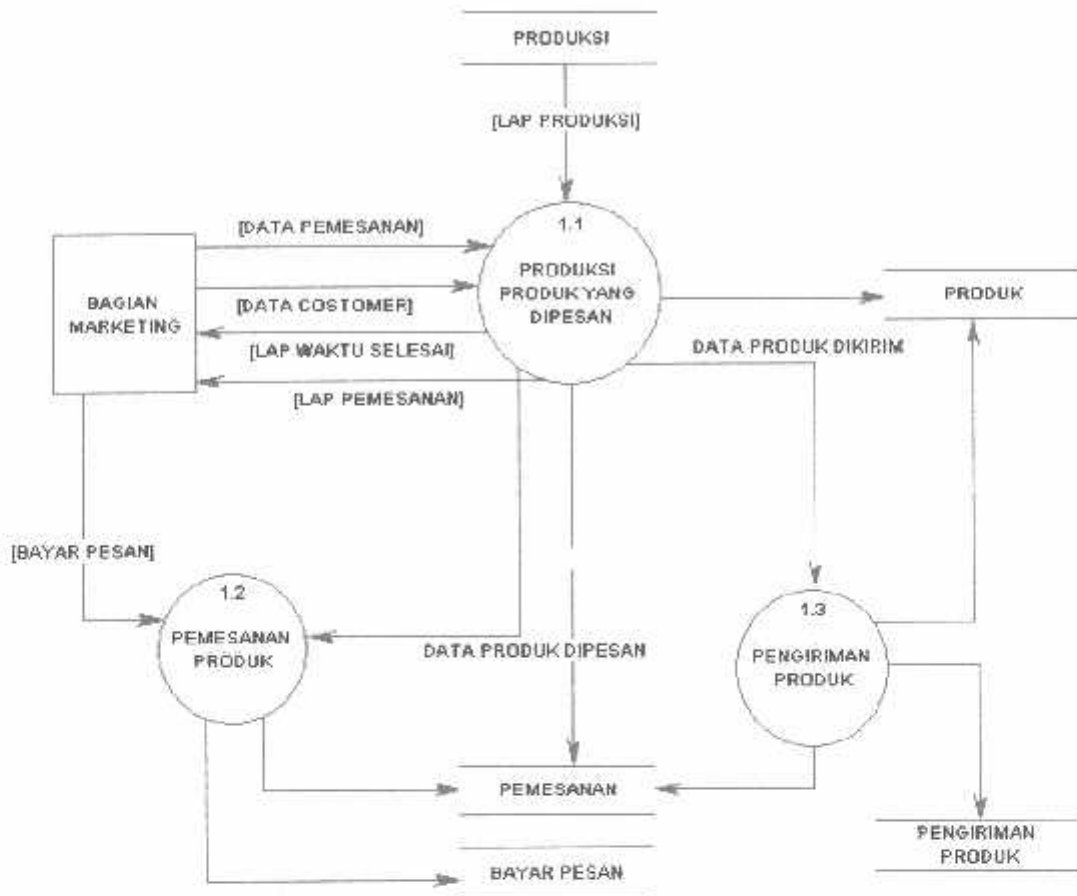 PRODUKSI
[LAP PRODUKSI]
1.1
PRODUKSI
PRODUK YANG
DIPESAN
[DATA PEMESANAN]
BAGIAN
MARKETING
[DATA COSTOMER]
[LAP WAKTU SELESAI]
[LAP PEMESANAN]
PRODUK
DATA PRODUK DIKIRIM
[BAYAR PESAN]
1.2
PEMESANAN
PRODUK
DATA PRODUK DIPESAN
1.3
PENGIRIMAN
PRODUK
PEMESANAN
BAYAR PESAN
PENGIRIMAN
PRODUK